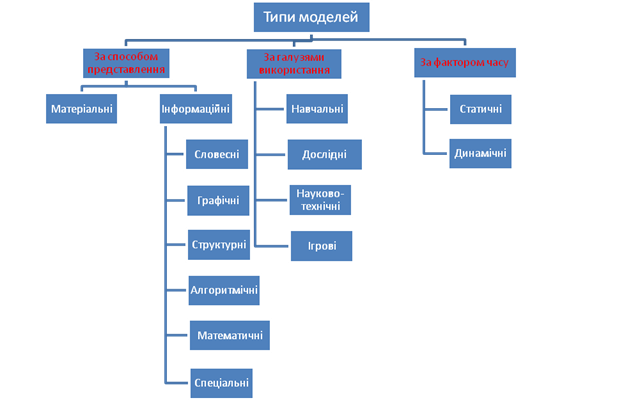 Типи моделей
За способом
представлення
За галузями
використання
За фактором часу
Матеріальні
Інформаційні
Словесні
Графічні
Структурні
Алгоритмічні
Математичні
Спеціальні
Навчальні
Дослідні
Науково-
технічні
Ігрові
Статичні
Динамічні